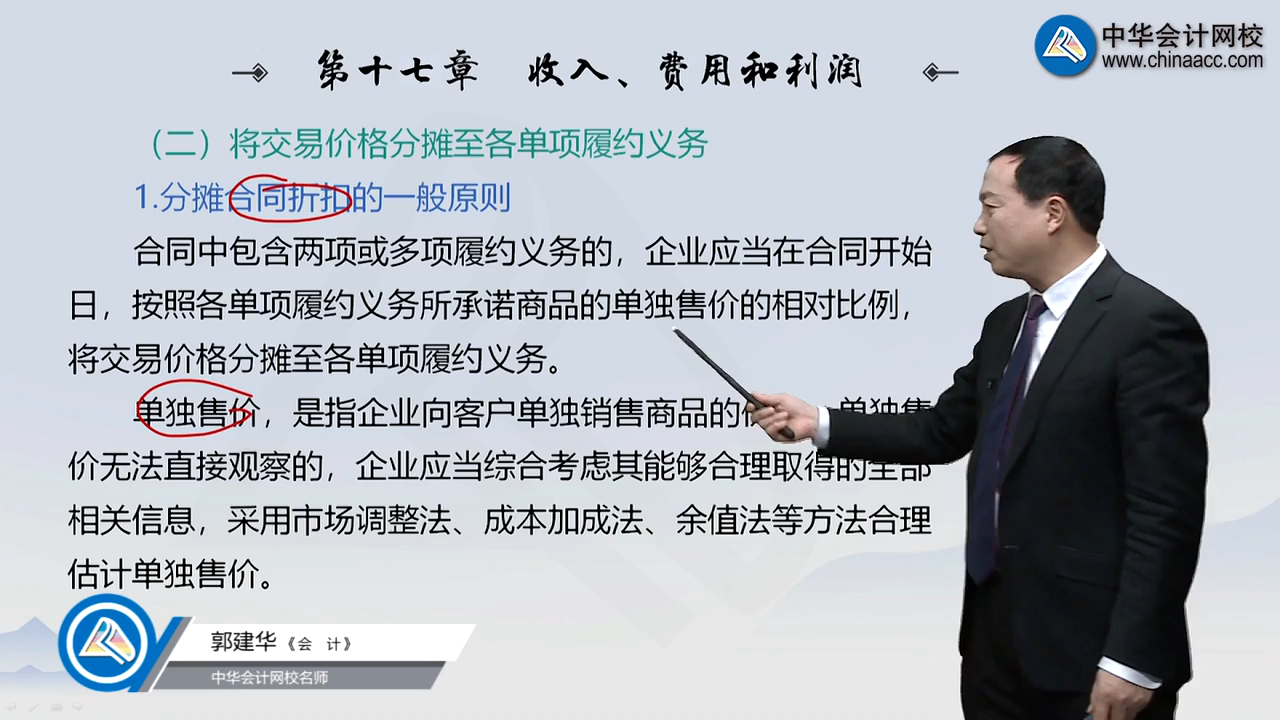 中华会计网校
www.chinaacc.com
第十七章 收入、费用和利润
（二）将交易价格分摊至各单项履约义务
1.分摊合同折扣的一般原则
合同中包含两项或多项履约义务的，企业应当在合同开始
日，按照各单项履约义务所承诺商品的单独售价的相对比例，
将交易价格分摊至各单项履约义务。
单独售价，是指企业向客户单独销售商品的 单独售
价无法直接观察的，企业应当综合考虑其能够合理取得的全部
相关信息，采用市场调整法、成本加成法、余值法等方法合理
估计单独售价。
郭建华《会 计》
中华会计网校名师